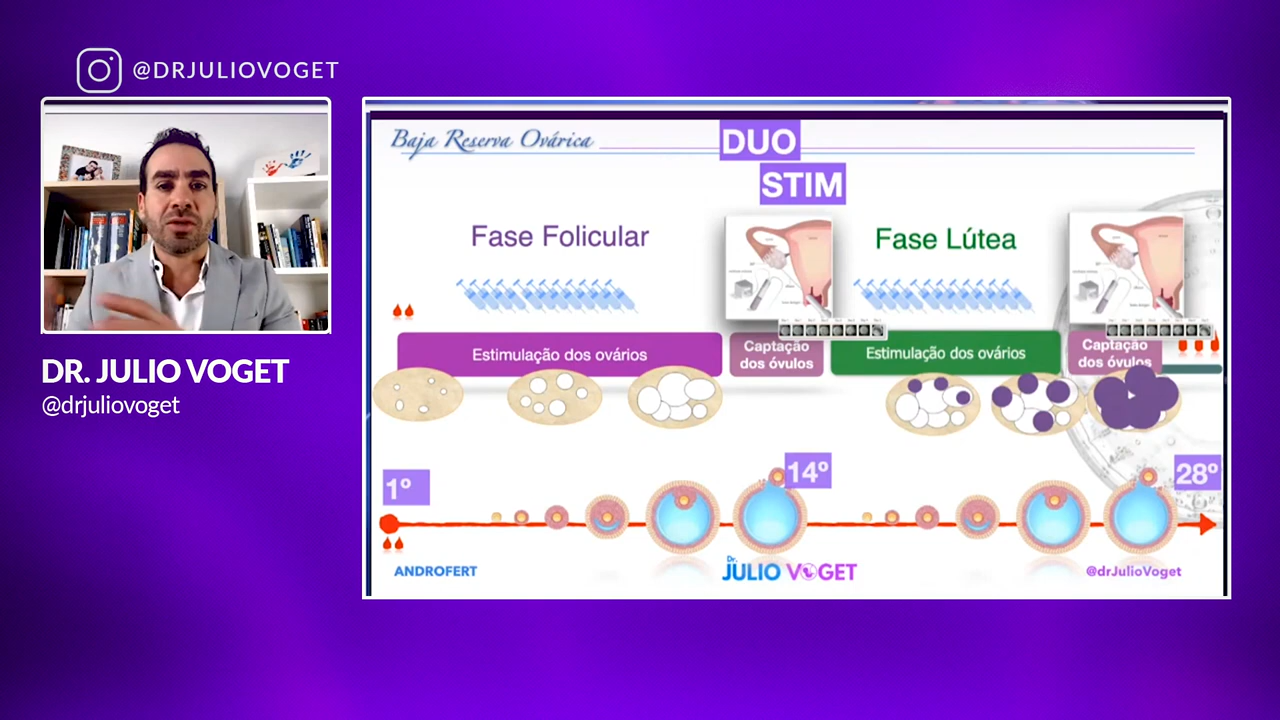 @DRJULIOVOGET
DR. JULIO VOGET
@drjuliovoget
Baja Reserva Ovárica
DUO
STIM
Fase Folicular
Fase Lútea
Estimulação dos ovários
Captação
dos óvulos
Estimulação dos ovários
Captação
dos óvulos
1º
14º
28º
ANDROFERT
Dr.
JULIO VOGET
@drJulioVoget